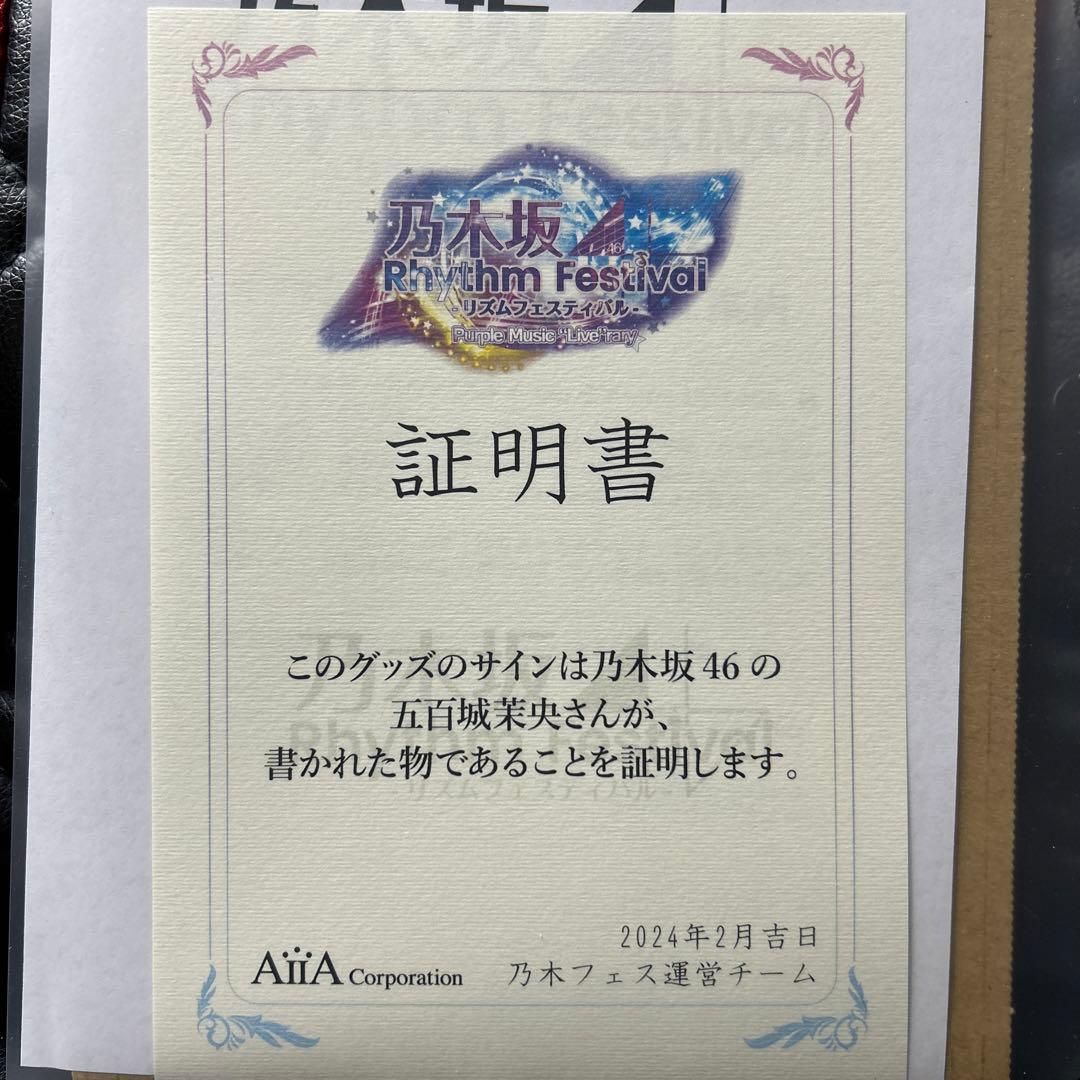 乃木坂46
Rhythm Festival
-リズムフェスティバル-
Purple Music "Live"rary
証明書
このグッズのサインは乃木坂46の
五百城茉央さんが、
書かれた物であることを証明します。
2024年2月吉日
AiiA Corporation
乃木フェス運営チーム